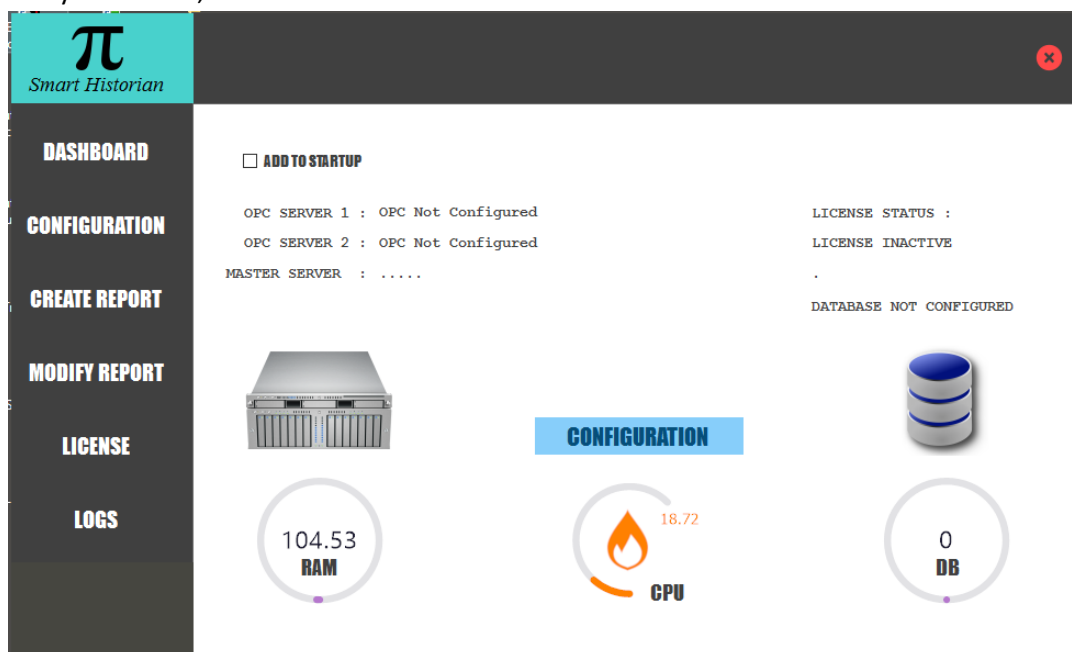 π
Smart Historian
DASHBOARD
CONFIGURATION
CREATE REPORT
MODIFY REPORT
LICENSE
LOGS
ADD TO STARTUP
OPC SERVER 1 : OPC Not Configured
OPC SERVER 2 : OPC Not Configured
MASTER SERVER : .....
LICENSE STATUS :
LICENSE INACTIVE
.
DATABASE NOT CONFIGURED
CONFIGURATION
104.53
RAM
18.72
CPU
0
DB